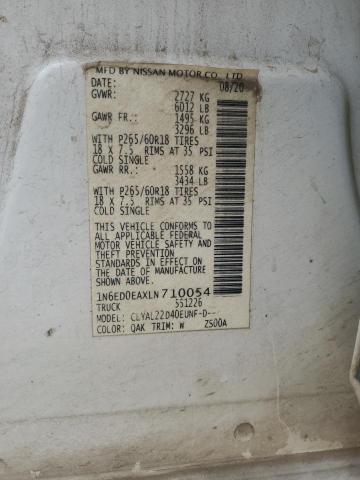 MFD BY NISSAN MOTOR CO., LTD.
DATE: 08/20
GVWR: 2727 KG
6012 LB
GAWR FR.: 1495 KG
3296 LB
WITH P265/60R18 TIRES
18 X 7.5 RIMS AT 35 PSI
COLD SINGLE
GAWR RR.: 1558 KG
3434 LB
WITH P265/60R18 TIRES
18 X 7.5 RIMS AT 35 PSI
COLD SINGLE
THIS VEHICLE CONFORMS TO
ALL APPLICABLE FEDERAL
MOTOR VEHICLE SAFETY AND
AND THEFT PREVENTION
STANDARDS IN EFFECT ON
THE DATE OF MANUFACTURE
SHOWN ABOVE.
1N6ED0EAXLN710054
TRUCK 551226
MODEL: 22D40EUNF-D--
COLOR: QAK TRIM: W ZS00A